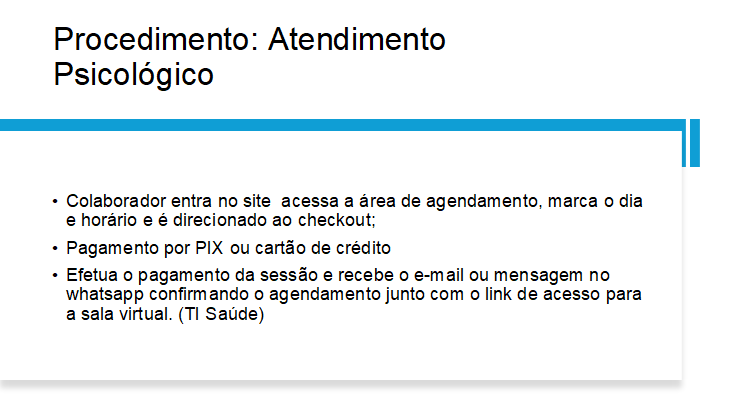 Procedimento: Atendimento
Psicológico
• Colaborador entra no site  acessa a área de agendamento, marca o dia
e horário e é direcionado ao checkout;
• Pagamento por PIX ou cartão de crédito
• Efetua o pagamento da sessão e recebe o e-mail ou mensagem no
whatsapp confirmando o agendamento junto com o link de acesso para
a sala virtual. (TI Saúde)